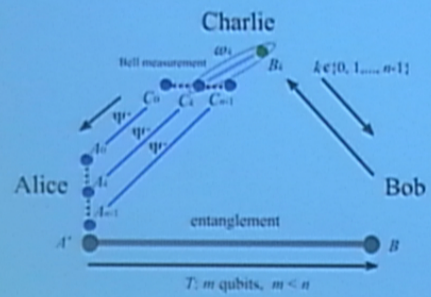 Charlie
ω_k
Bell measurement
B_k
k∈{0, 1,..., n-1}
C_0
C_k
C_n-1
Ψ-
Ψ-
Ψ-
A_0
A_k
A_n-1
Alice
Bob
entanglement
A'
B
T: m qubits, m < n